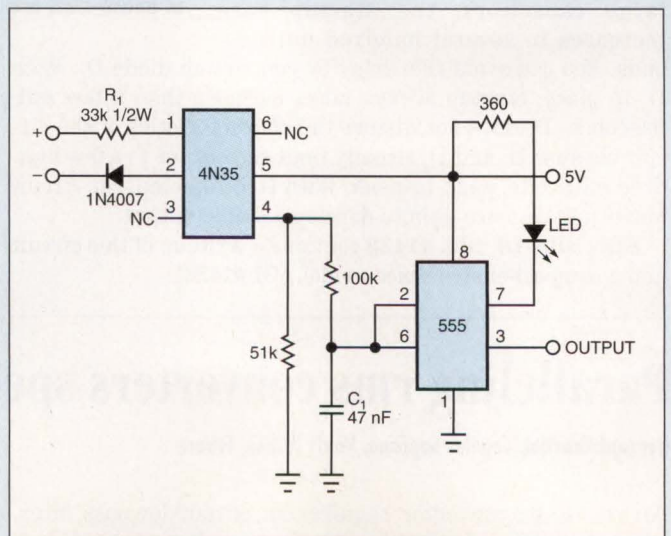 R1
33k 1/2W
360
+
1
6
NC
−
2
4N35
5
5V
1N4007
NC
3
4
8
LED
100k
2
7
555
51k
6
3
OUTPUT
C1
47 nF
1